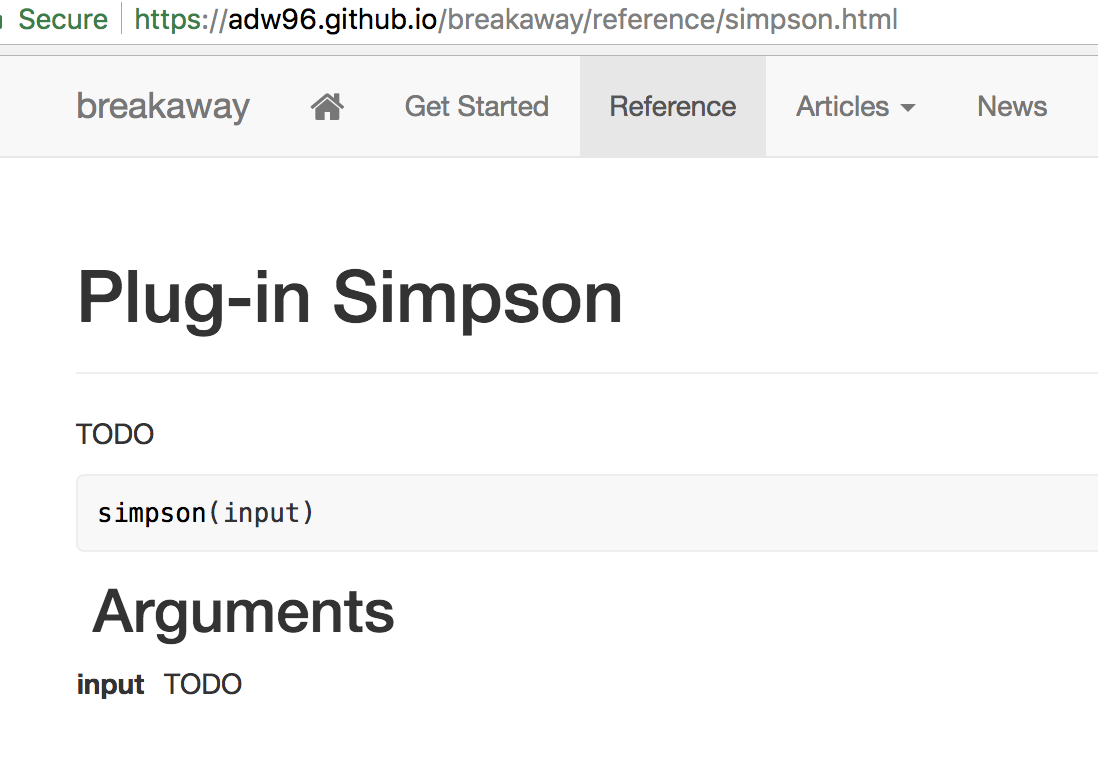 Secure https://adw96.github.io/breakaway/reference/simpson.html
breakaway Get Started Reference Articles News
Plug-in Simpson
TODO
simpson(input)
Arguments
input TODO